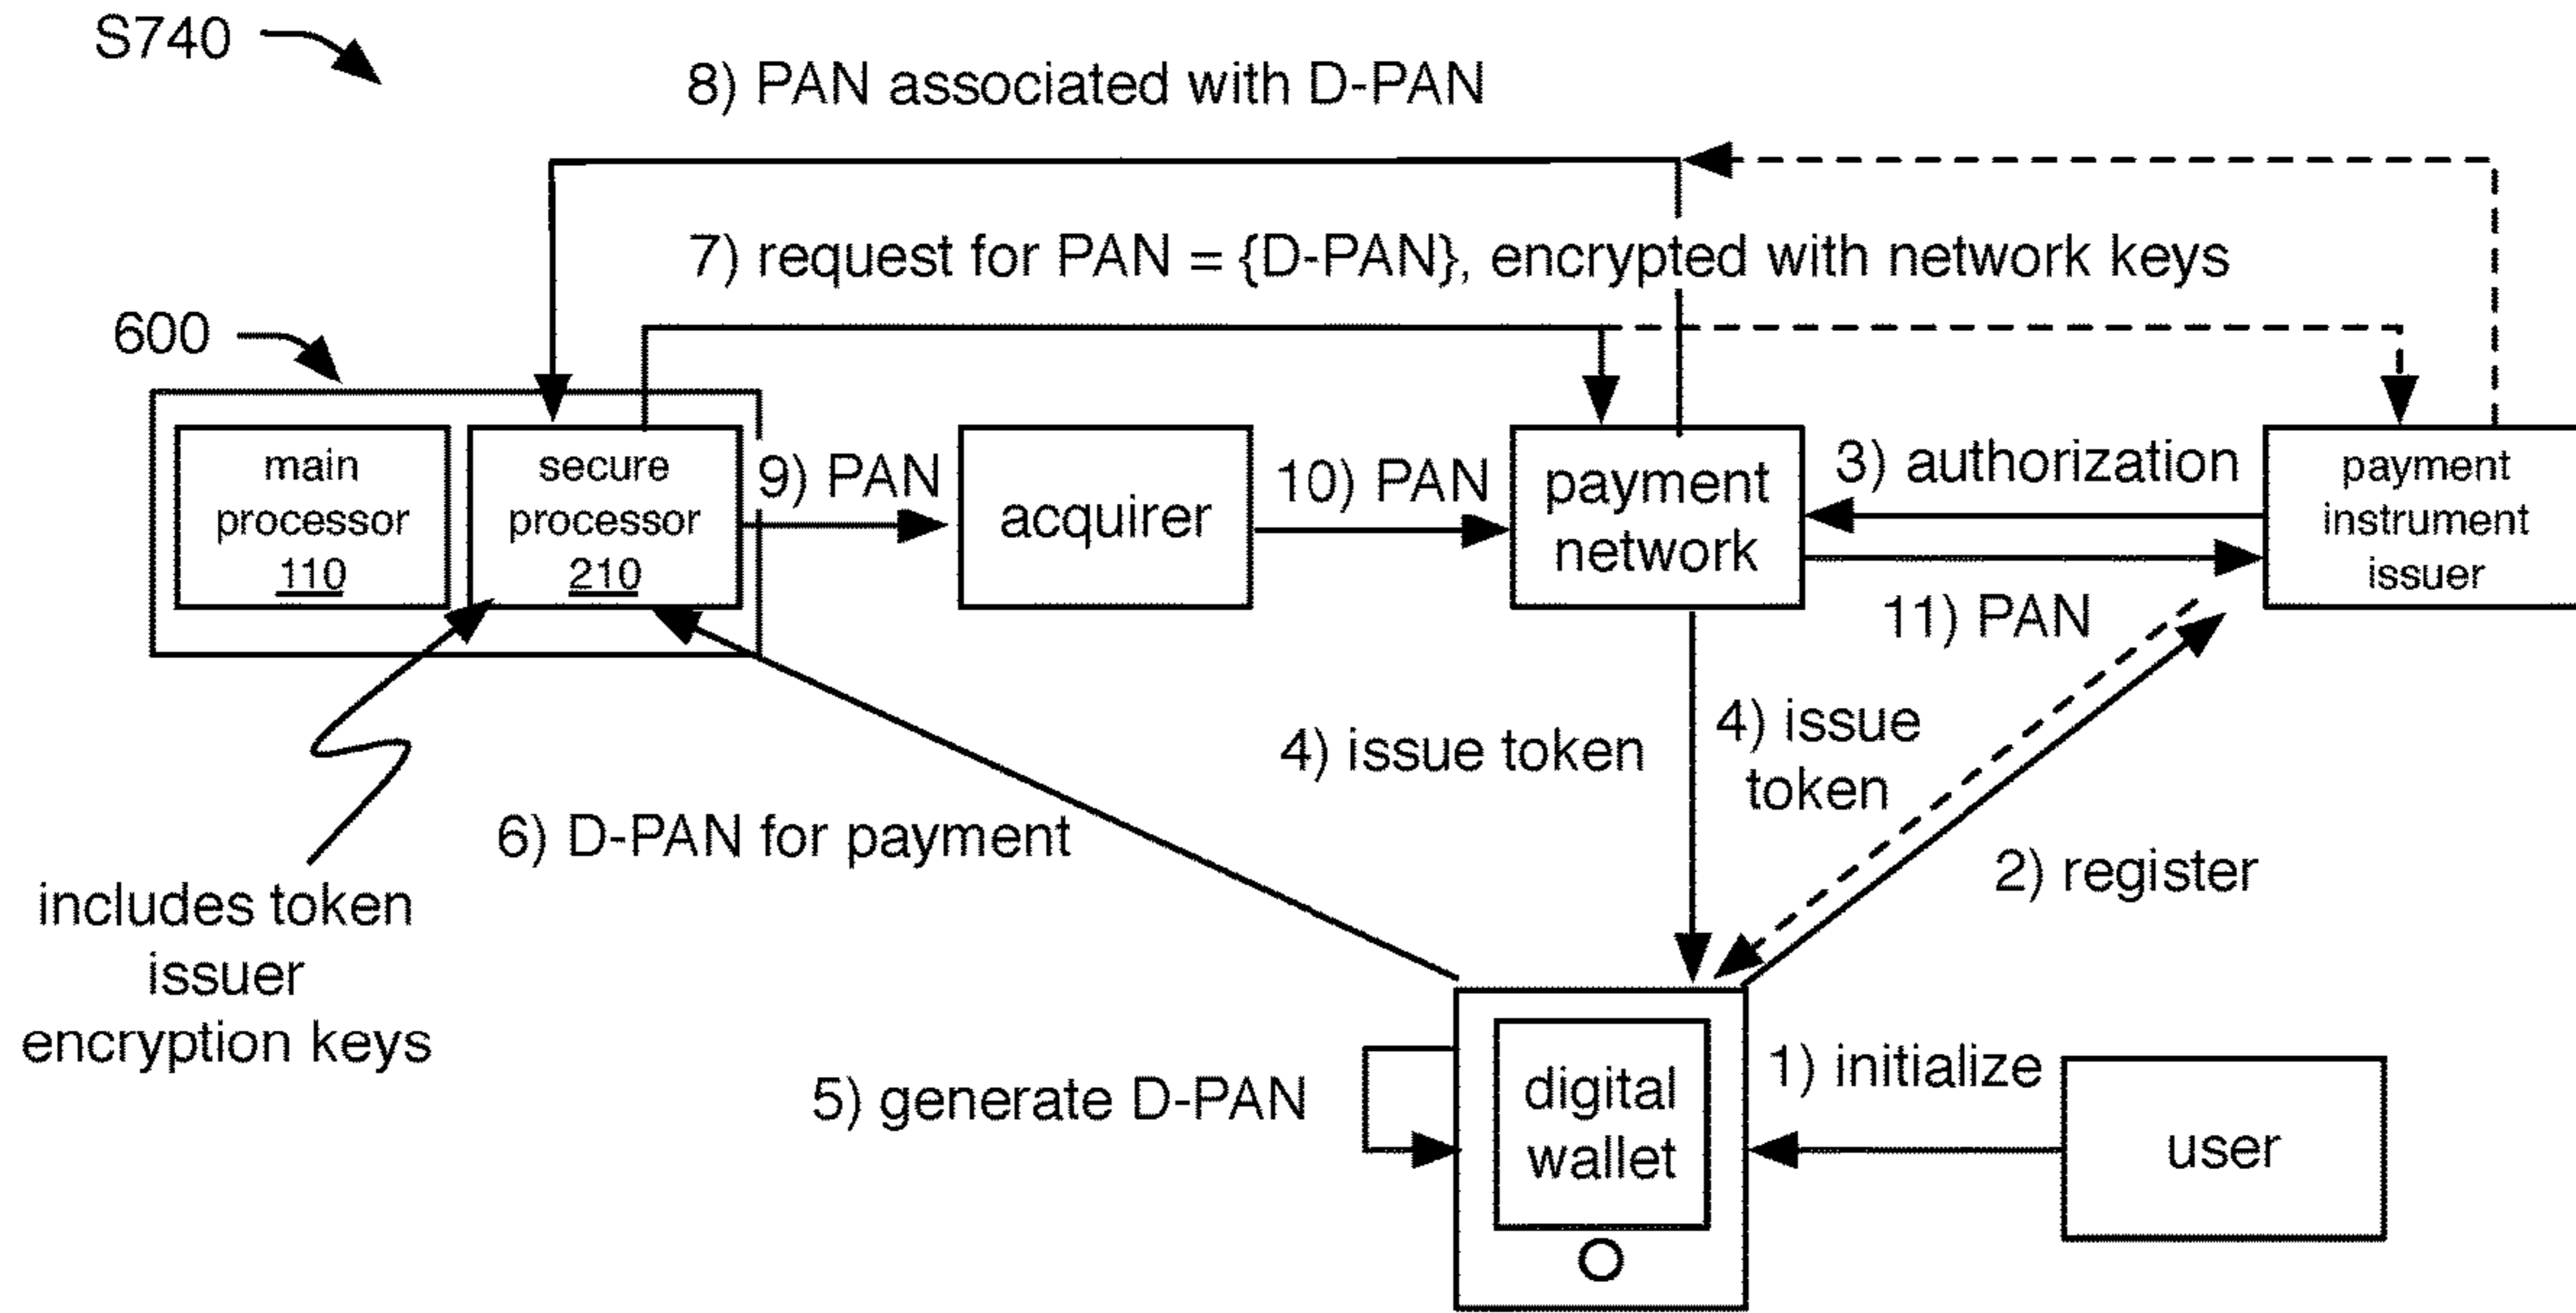 S740
8) PAN associated with D-PAN
7) request for PAN = {D-PAN}, encrypted with network keys
600
main
processor
110
secure
processor
210
9) PAN
acquirer
10) PAN
payment
network
3) authorization
11) PAN
payment
instrument
issuer
4) issue token
4) issue
token
2) register
6) D-PAN for payment
includes token
issuer
encryption keys
5) generate D-PAN
digital
wallet
1) initialize
user